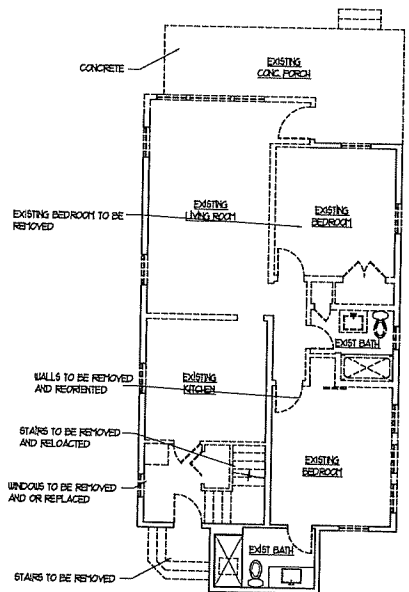 EXISTING
CONC. PORCH
CONCRETE
EXISTING
LIVING ROOM
EXISTING
BEDROOM
EXISTING BEDROOM TO BE
REMOVED
EXIST BATH
WALLS TO BE REMOVED
AND REORIENTED
EXISTING
KITCHEN
STAIRS TO BE REMOVED
AND RELOACTED
EXISTING
BEDROOM
WINDOWS TO BE REMOVED
AND OR REPLACED
EXIST BATH
STAIRS TO BE REMOVED